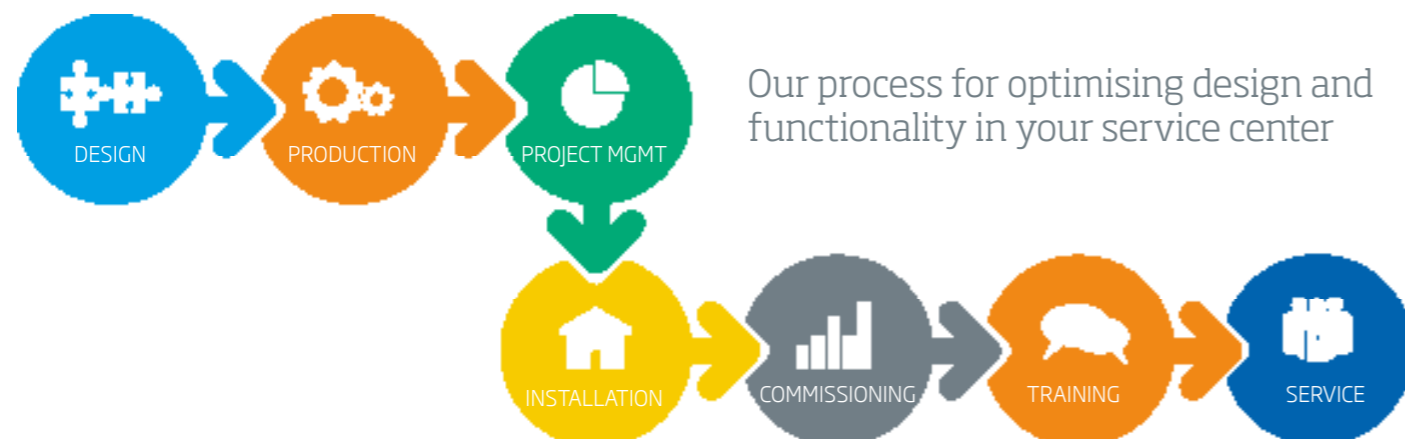 Our process for optimising design and
functionality in your service center
DESIGN
PRODUCTION
PROJECT MGMT
INSTALLATION
COMMISSIONING
TRAINING
SERVICE